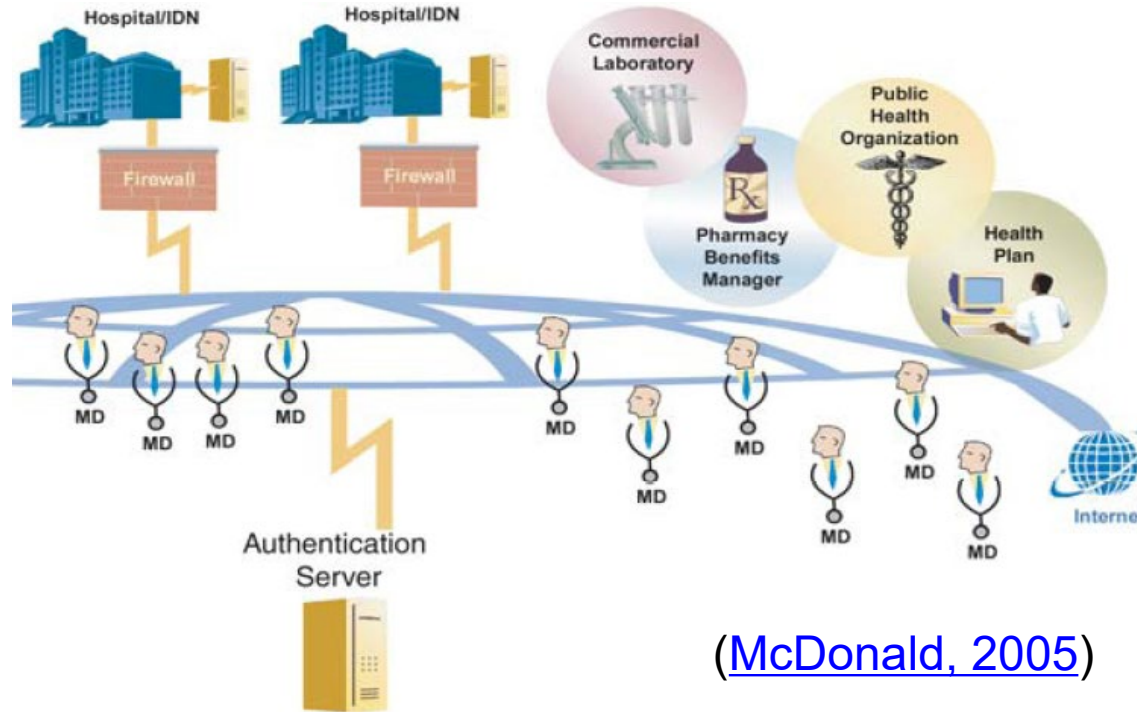 Hospital/IDN
Hospital/IDN
Firewall
Firewall
Commercial
Laboratory
Rx
Pharmacy
Benefits
Manager
Public
Health
Organization
Health
Plan
MD
MD
MD
MD
MD
MD
MD
MD
MD
MD
Interne
Authentication
Server
(McDonald, 2005)